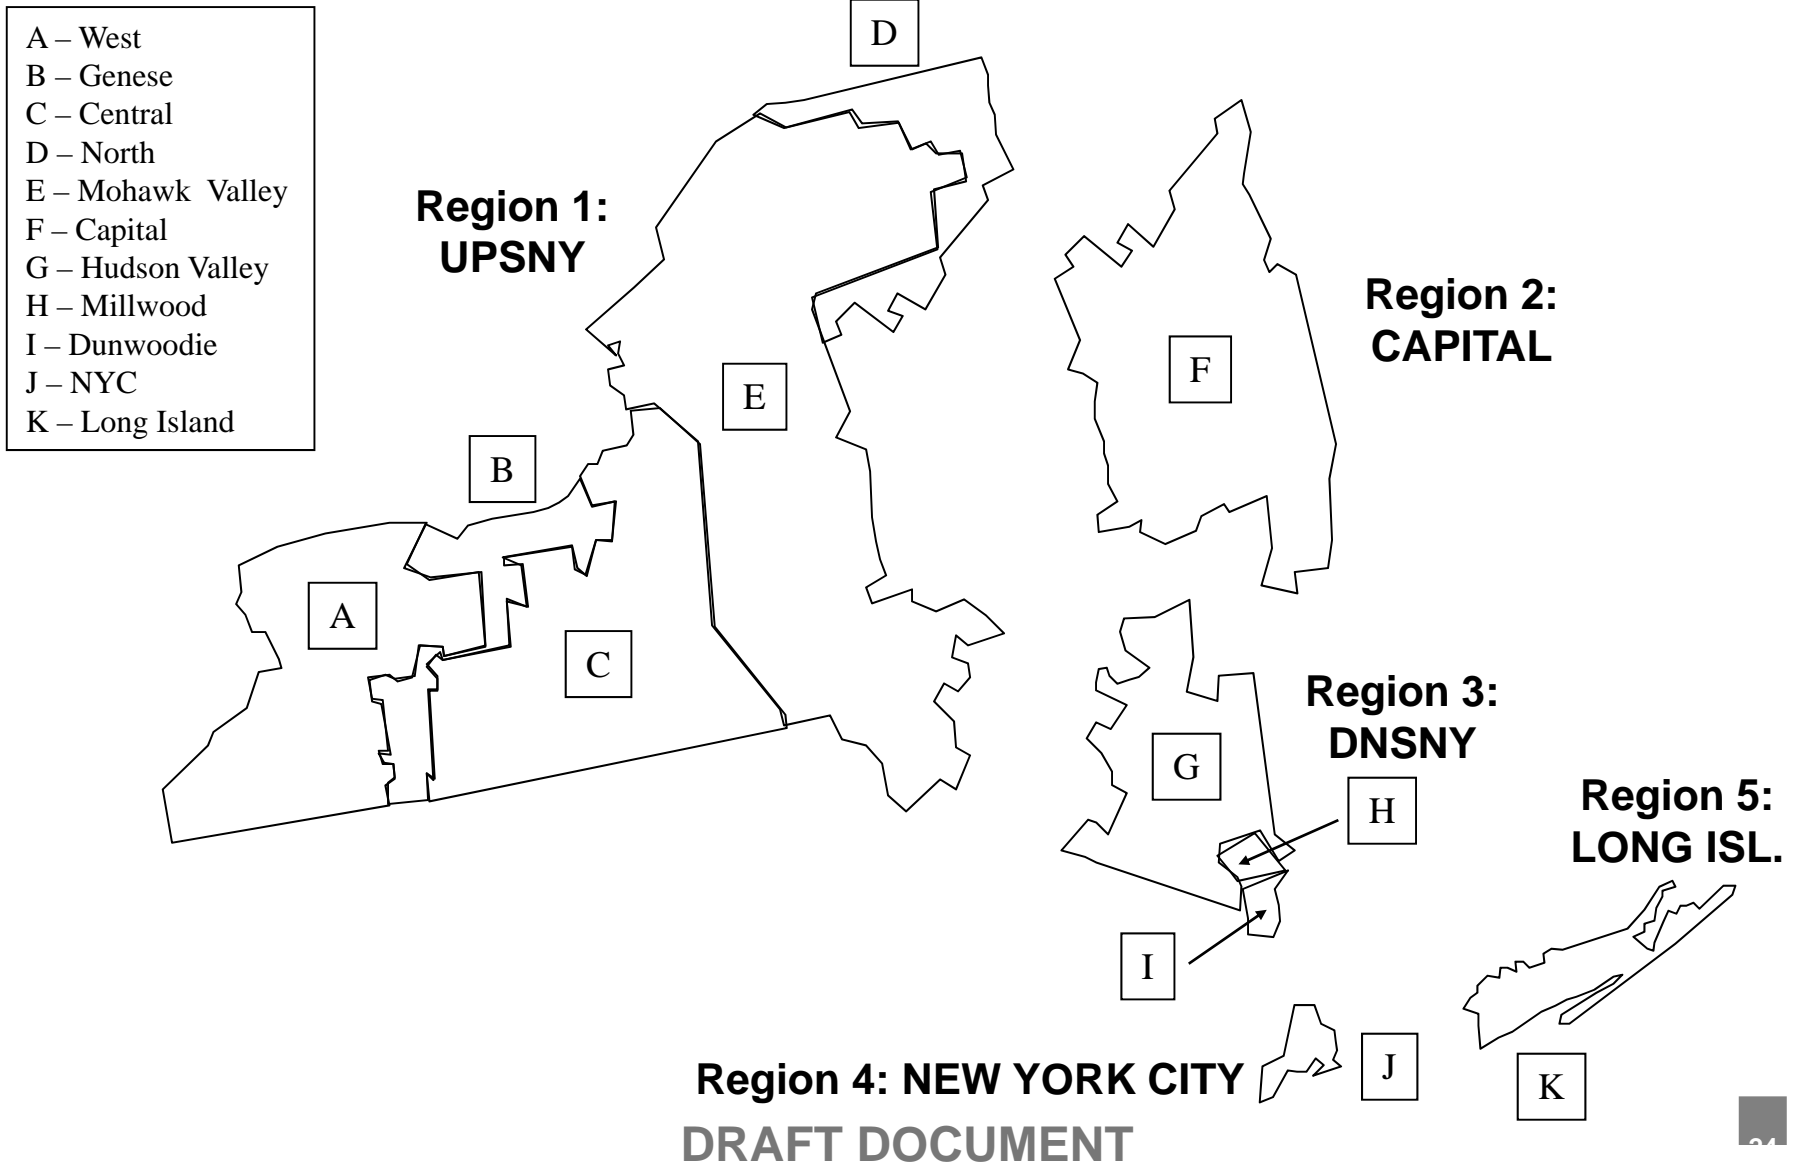 A – West
B – Genese
C – Central
D – North
E – Mohawk Valley
F – Capital
G – Hudson Valley
H – Millwood
I – Dunwoodie
J – NYC
K – Long Island
D
Region 1:
UPSNY
Region 2:
CAPITAL
F
E
B
A
C
Region 3:
DNSNY
G
H
Region 5:
LONG ISL.
I
Region 4: NEW YORK CITY
J
K
DRAFT DOCUMENT